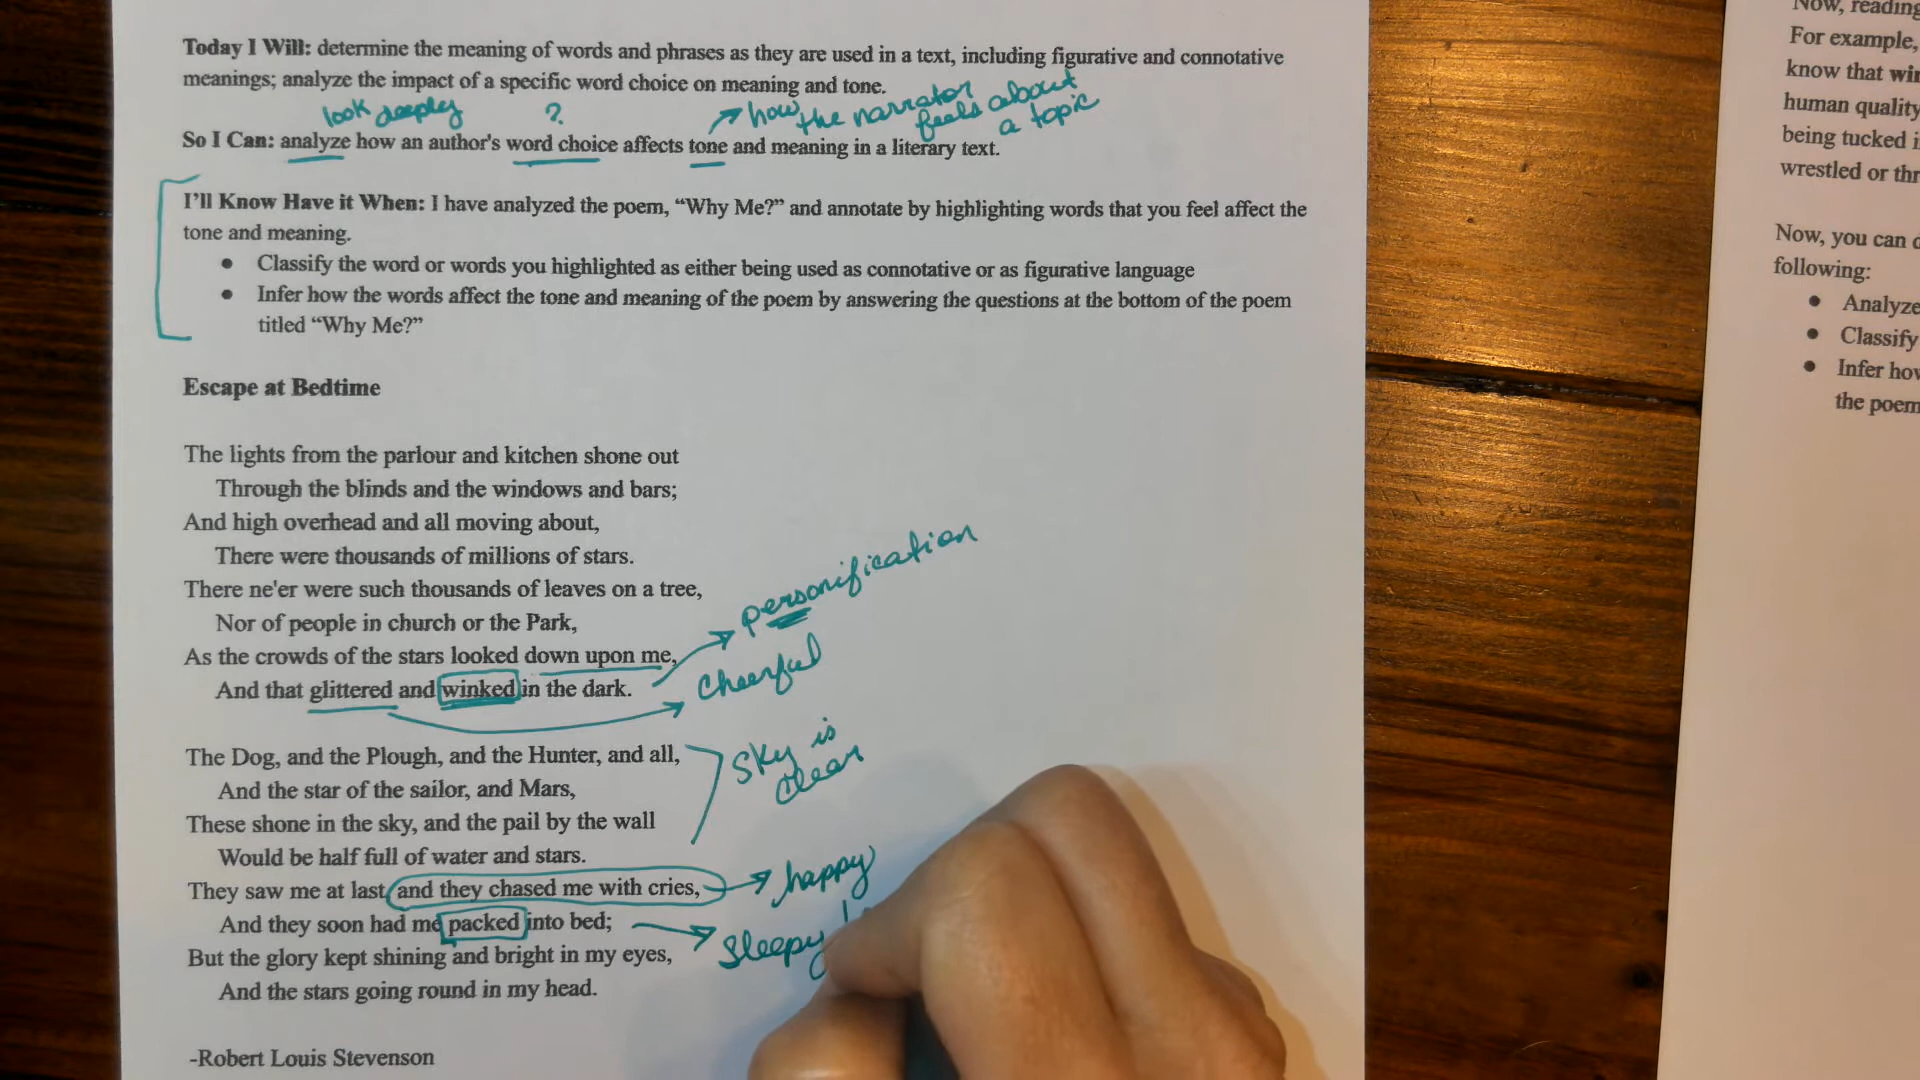 Today I Will: determine the meaning of words and phrases as they are used in a text, including figurative and connotative
meanings; analyze the impact of a specific word choice on meaning and tone.
look deeply ? how the narrator feels about a topic
So I Can: analyze how an author's word choice affects tone and meaning in a literary text.
I'll Know Have it When: I have analyzed the poem, “Why Me?” and annotate by highlighting words that you feel affect the
tone and meaning.
● Classify the word or words you highlighted as either being used as connotative or as figurative language
● Infer how the words affect the tone and meaning of the poem by answering the questions at the bottom of the poem
titled “Why Me?”
Escape at Bedtime
The lights from the parlour and kitchen shone out
Through the blinds and the windows and bars;
And high overhead and all moving about,
There were thousands of millions of stars.
There ne'er were such thousands of leaves on a tree,
Nor of people in church or the Park,
As the crowds of the stars looked down upon me,
And that glittered and winked in the dark.
personification
cheerful
The Dog, and the Plough, and the Hunter, and all,
And the star of the sailor, and Mars,
These shone in the sky, and the pail by the wall
Would be half full of water and stars.
sky is
clear
They saw me at last, and they chased me with cries,
And they soon had me packed into bed;
But the glory kept shining and bright in my eyes,
And the stars going round in my head.
happy
sleepy
-Robert Louis Stevenson
Now, reading
For example,
know that
human quality
being tucked
wrestled or
Now, you can
following:
● Analyze
● Classify
● Infer
the poem